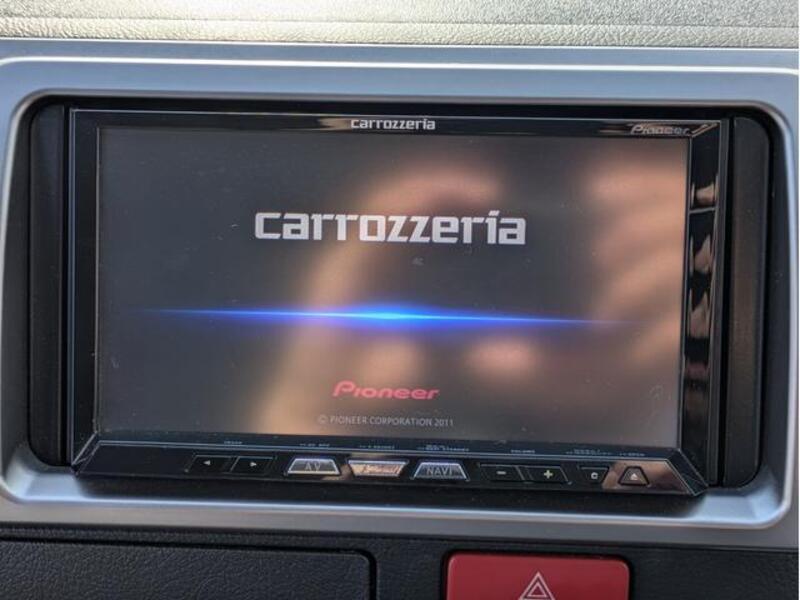 carrozzeria
Pioneer
carrozzeria
Pioneer
© PIONEER CORPORATION 2011
AV
NAVI
− +